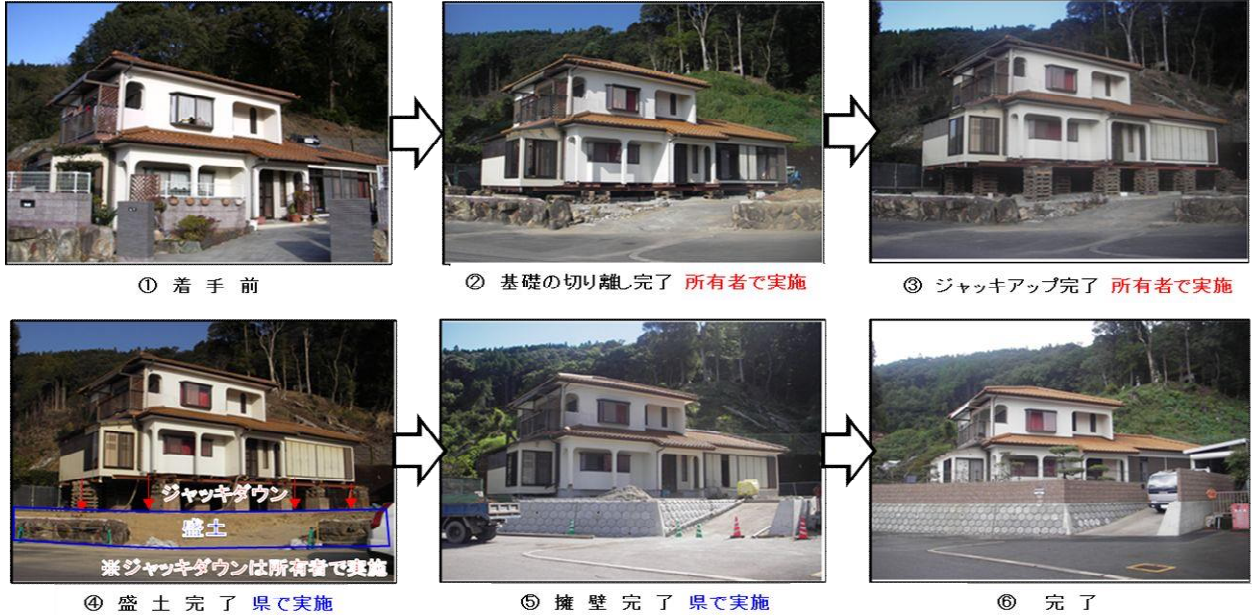 ① 着手前
② 基礎の切り離し完了 所有者で実施
③ ジャッキアップ完了 所有者で実施
ジャッキダウン
盛土
※ジャッキダウンは所有者で実施
④ 盛土完了 県で実施
⑤ 擁壁完了 県で実施
⑥ 完了